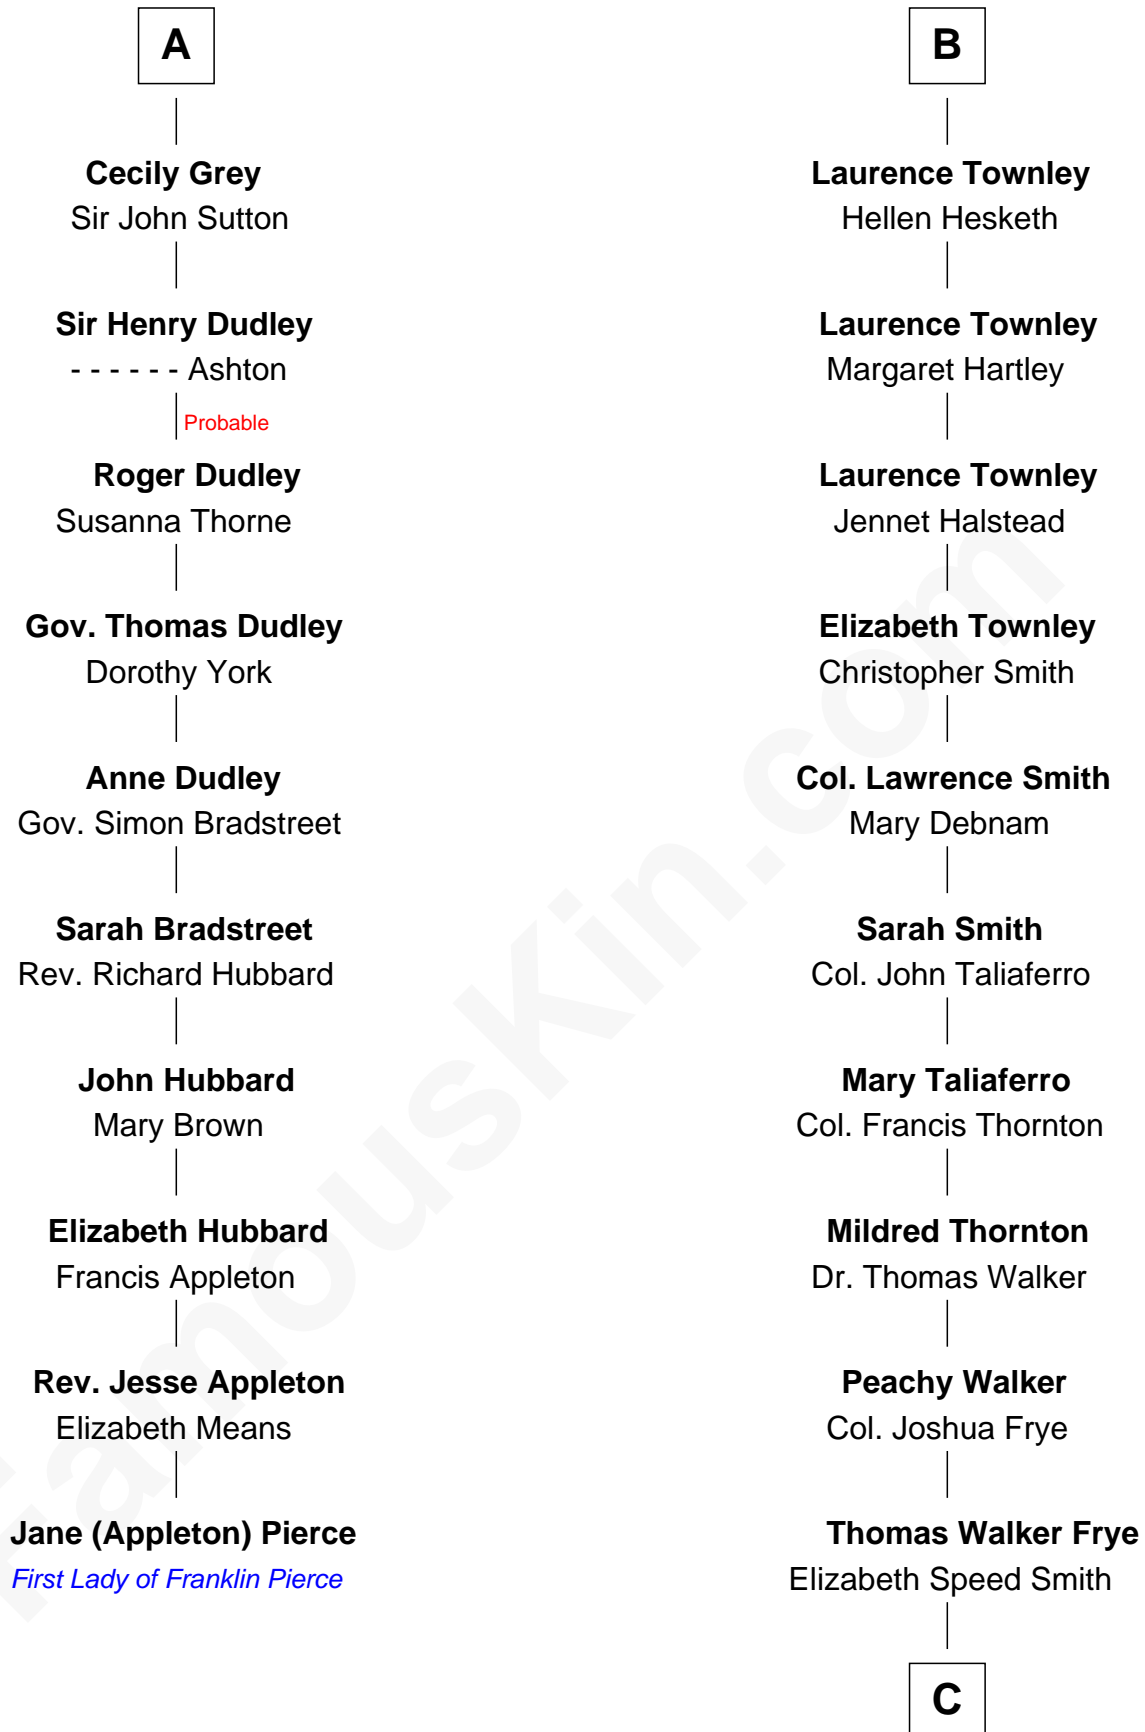 A
Cecily Grey
Sir John Sutton
Sir Henry Dudley
- - - - - - Ashton
Probable
Roger Dudley
Susanna Thorne
Gov. Thomas Dudley
Dorothy York
Anne Dudley
Gov. Simon Bradstreet
Sarah Bradstreet
Rev. Richard Hubbard
John Hubbard
Mary Brown
Elizabeth Hubbard
Francis Appleton
Rev. Jesse Appleton
Elizabeth Means
Jane (Appleton) Pierce
First Lady of Franklin Pierce
B
Laurence Townley
Hellen Hesketh
Laurence Townley
Margaret Hartley
Laurence Townley
Jennet Halstead
Elizabeth Townley
Christopher Smith
Col. Lawrence Smith
Mary Debnam
Sarah Smith
Col. John Taliaferro
Mary Taliaferro
Col. Francis Thornton
Mildred Thornton
Dr. Thomas Walker
Peachy Walker
Col. Joshua Frye
Thomas Walker Frye
Elizabeth Speed Smith
C
FamousKin.com